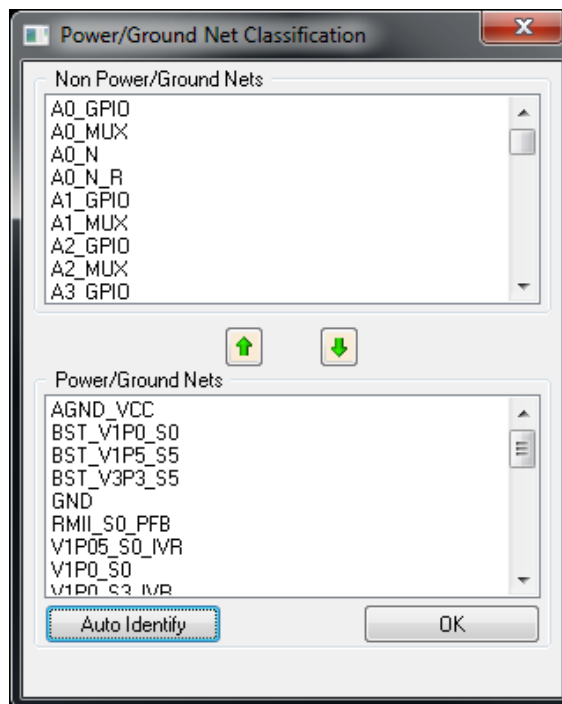 Power/Ground Net Classification
Non Power/Ground Nets
A0_GPIO
A0_MUX
A0_N
A0_N_R
A1_GPIO
A1_MUX
A2_GPIO
A2_MUX
A3_GPIO
Power/Ground Nets
AGND_VCC
BST_V1P0_S0
BST_V1P5_S5
BST_V3P3_S5
GND
RMII_S0_PFB
V1P05_S0_IVR
V1P0_S0
V1P0_S3_IVR
Auto Identify
OK